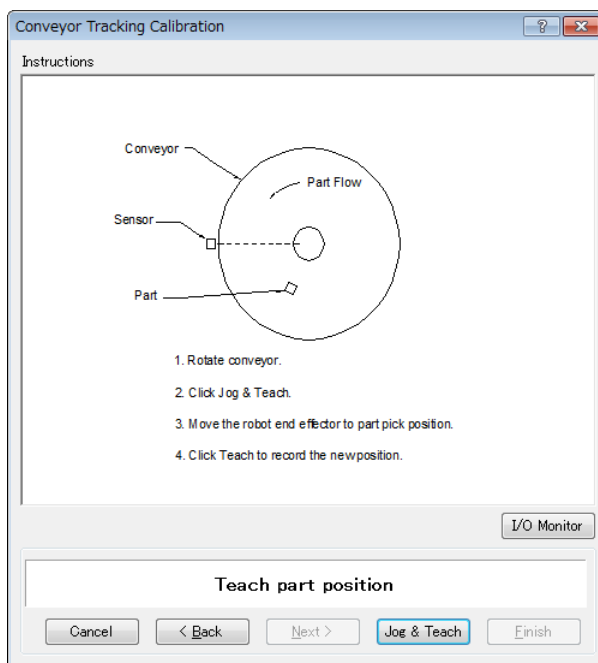 Conveyor Tracking Calibration
?
Instructions
Conveyor
Part Flow
Sensor
Part
1. Rotate conveyor.
2. Click Jog & Teach.
3. Move the robot end effector to part pick position.
4. Click Teach to record the new position.
I/O Monitor
Teach part position
Cancel
< Back
Next >
Jog & Teach
Finish